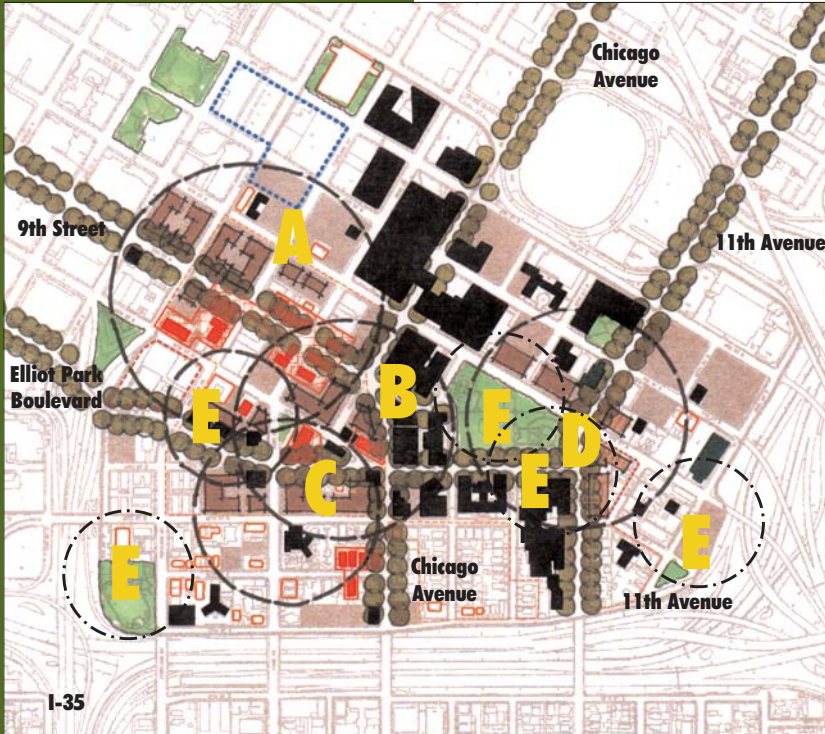 Chicago
Avenue
9th Street
A
11th Avenue
Elliot Park
Boulevard
B
E
E
D
C
E
E
E
Chicago
Avenue
11th Avenue
I-35